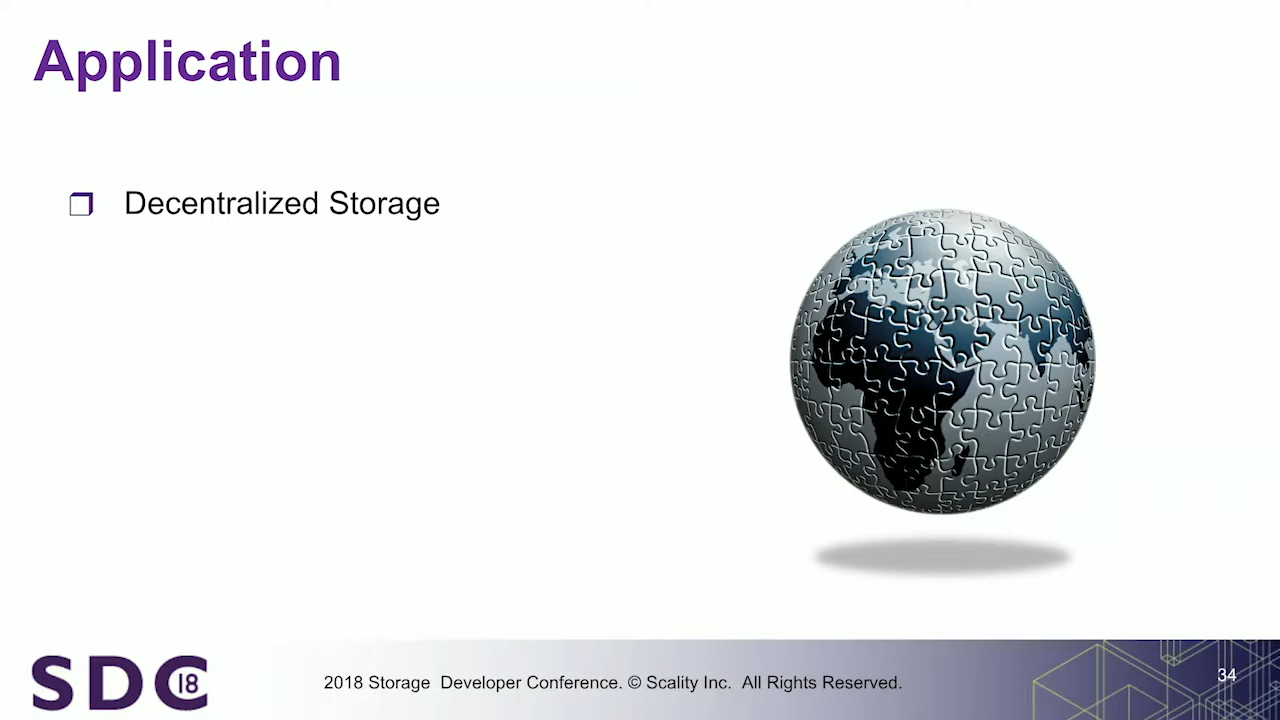 Application
Decentralized Storage
SDC 18
2018 Storage Developer Conference. © Scality Inc. All Rights Reserved.
34